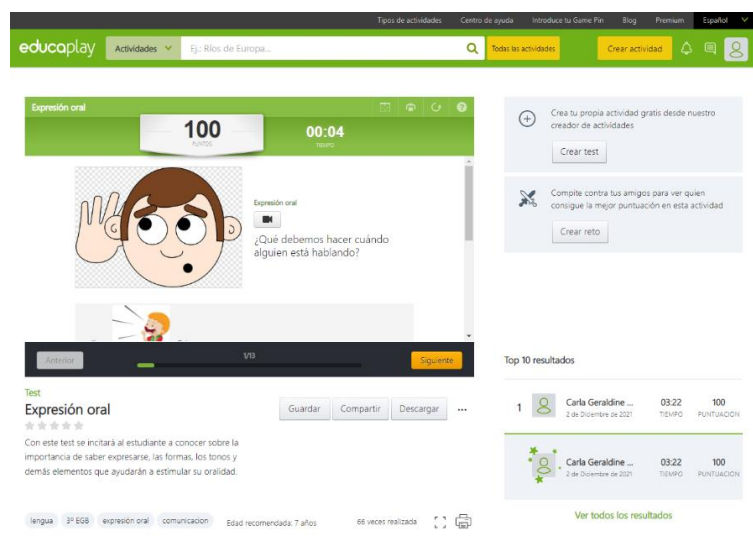 Tipos de actividades Centro de ayuda Introduce tu Game Pin Blog Premium Español
educaplay Actividades Ej.: Ríos de Europa... Todas las actividades Crear actividad
Expresión oral
100
PUNTOS
00:04
TIEMPO
Expresión oral
¿Qué debemos hacer cuándo
alguien está hablando?
Anterior 1/13 Siguiente
Test
Expresión oral
Guardar Compartir Descargar ...
Con este test se incitará al estudiante a conocer sobre la
importancia de saber expresarse, las formas, los tonos y
demás elementos que ayudarán a estimular su oralidad.
lengua 3º EGB expresión oral comunicacion Edad recomendada: 7 años 66 veces realizada
Crea tu propia actividad gratis desde nuestro
creador de actividades
Crear test
Compite contra tus amigos para ver quien
consigue la mejor puntuación en esta actividad
Crear reto
Top 10 resultados
1 Carla Geraldine ... 03:22 100
2 de Diciembre de 2021 TIEMPO PUNTUACIÓN
Carla Geraldine ... 03:22 100
2 de Diciembre de 2021 TIEMPO PUNTUACIÓN
Ver todos los resultados